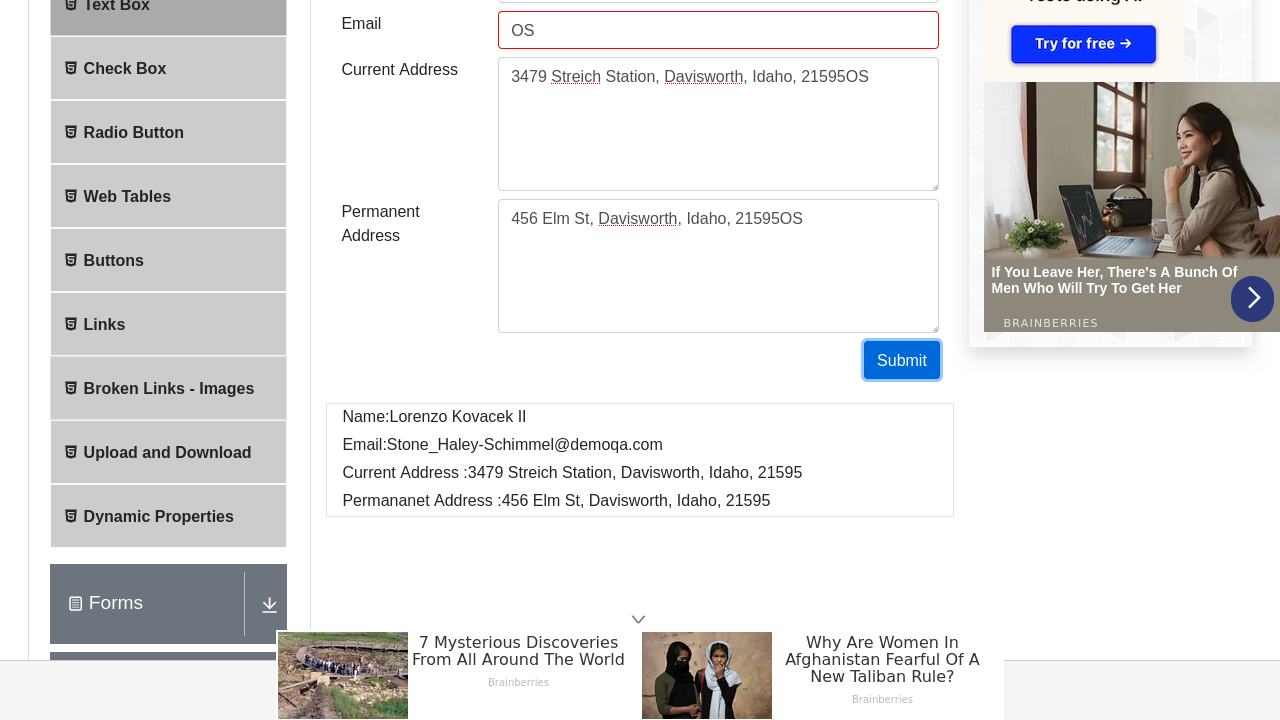 Text Box
Check Box
Radio Button
Web Tables
Buttons
Links
Broken Links - Images
Upload and Download
Dynamic Properties
Forms
Email
OS
Current Address
3479 Streich Station, Davisworth, Idaho, 21595OS
Permanent
Address
456 Elm St, Davisworth, Idaho, 21595OS
Submit
Name:Lorenzo Kovacek II
Email:Stone_Haley-Schimmel@demoqa.com
Current Address :3479 Streich Station, Davisworth, Idaho, 21595
Permananet Address :456 Elm St, Davisworth, Idaho, 21595
Try for free →
If You Leave Her, There's A Bunch Of
Men Who Will Try To Get Her
BRAINBERRIES
7 Mysterious Discoveries
From All Around The World
Brainberries
Why Are Women In
Afghanistan Fearful Of A
New Taliban Rule?
Brainberries